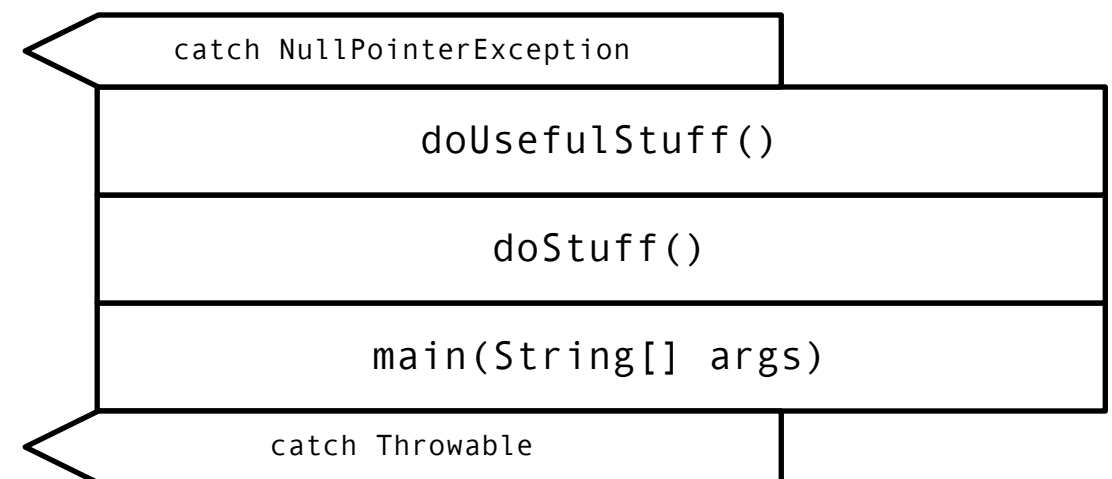 catch NullPointerException
doUsefulStuff()
doStuff()
main(String[] args)
catch Throwable